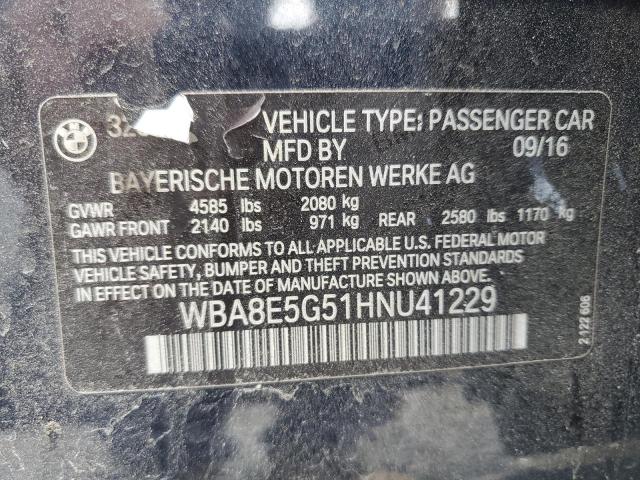 VEHICLE TYPE: PASSENGER CAR
MFD BY 09/16
BAYERISCHE MOTOREN WERKE AG
GVWR 4585 lbs 2080 kg
GAWR FRONT 2140 lbs 971 kg REAR 2580 lbs 1170 kg
THIS VEHICLE CONFORMS TO ALL APPLICABLE U.S. FEDERAL MOTOR
VEHICLE SAFETY, BUMPER AND THEFT PREVENTION STANDARDS
IN EFFECT ON THE DATE OF MANUFACTURE SHOWN ABOVE
WBA8E5G51HNU41229
2 122 606
BMW